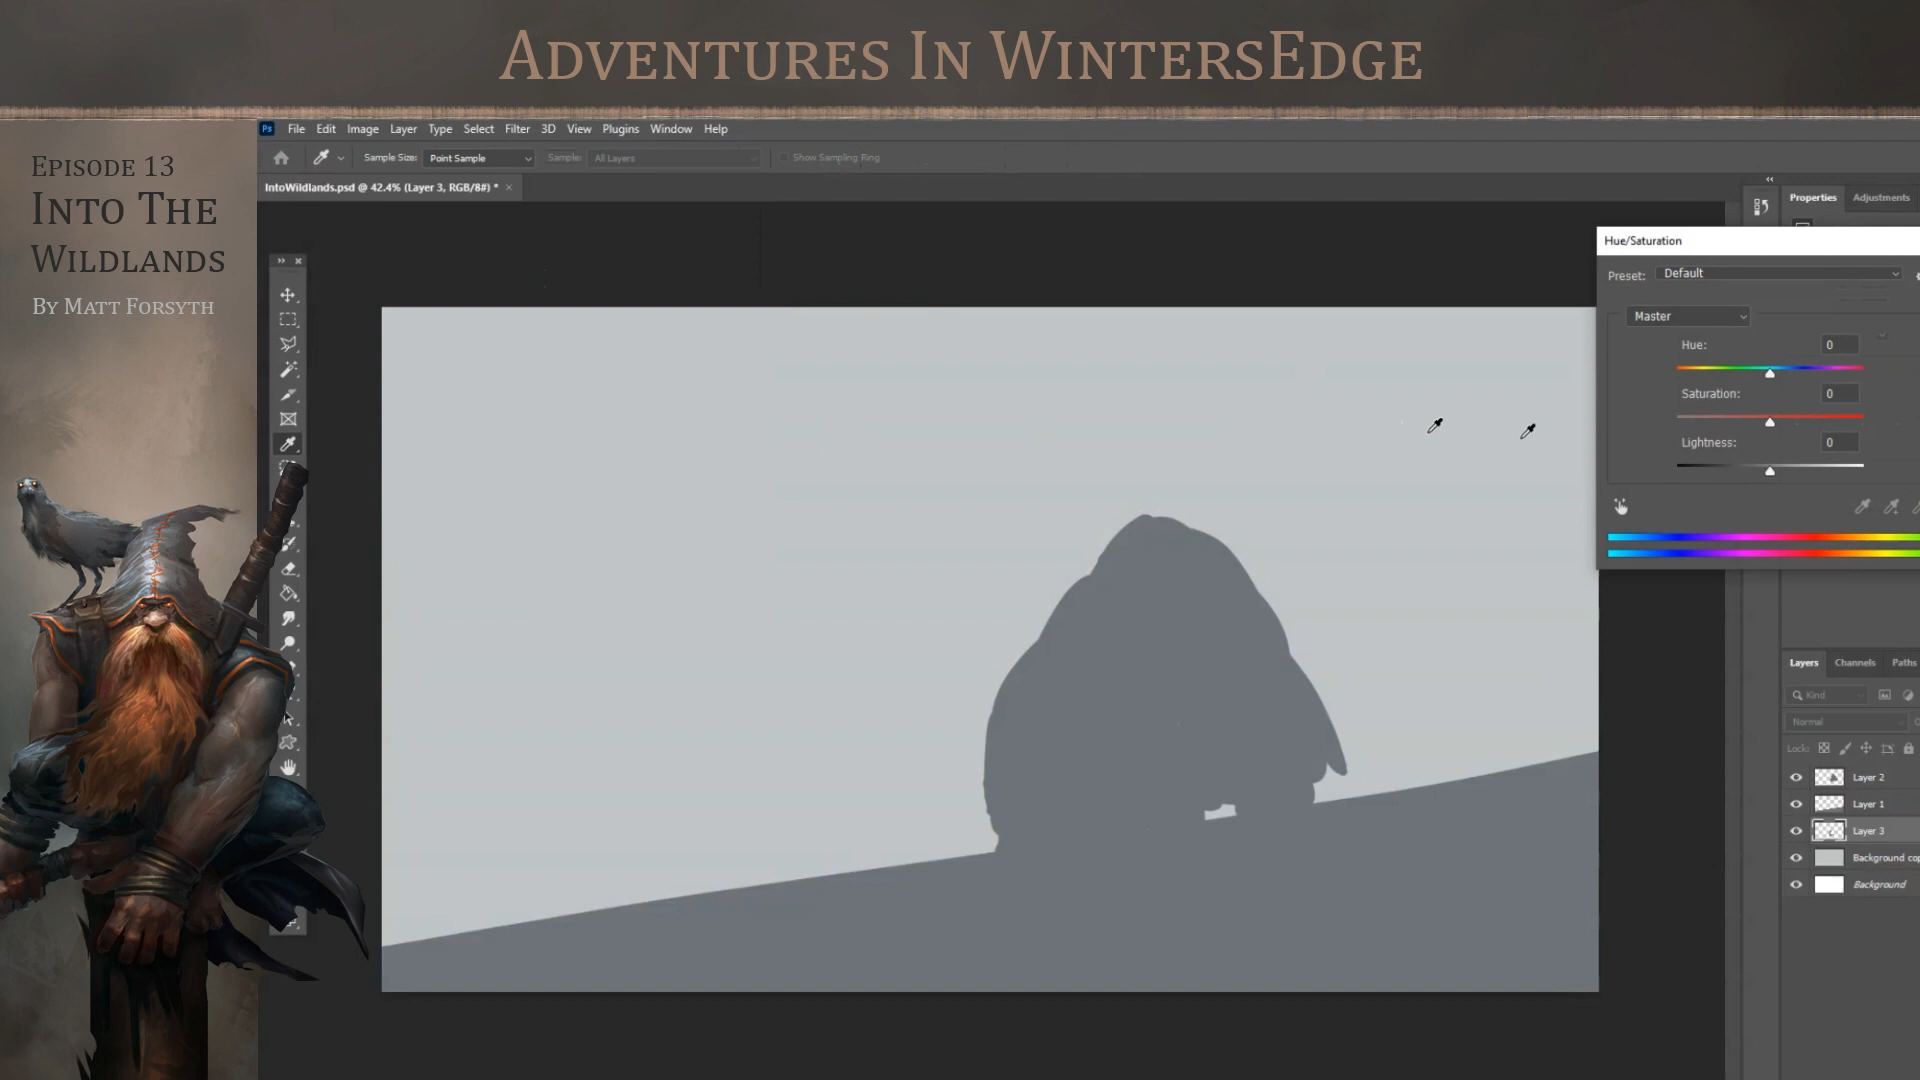 ADVENTURES IN WINTERSEDGE
EPISODE 13
INTO THE
WILDLANDS
BY MATT FORSYTH
Ps File Edit Image Layer Type Select Filter 3D View Plugins Window Help
Sample Size: Point Sample Sample: All Layers Show Sampling Ring
IntoWildlands.psd @ 42.4% (Layer 3, RGB/8#) * ×
Properties Adjustments
Hue/Saturation
Preset: Default
Master
Hue: 0
Saturation: 0
Lightness: 0
Layers Channels Paths
Kind
Normal
Lock:
Layer 2
Layer 1
Layer 3
Background cop
Background